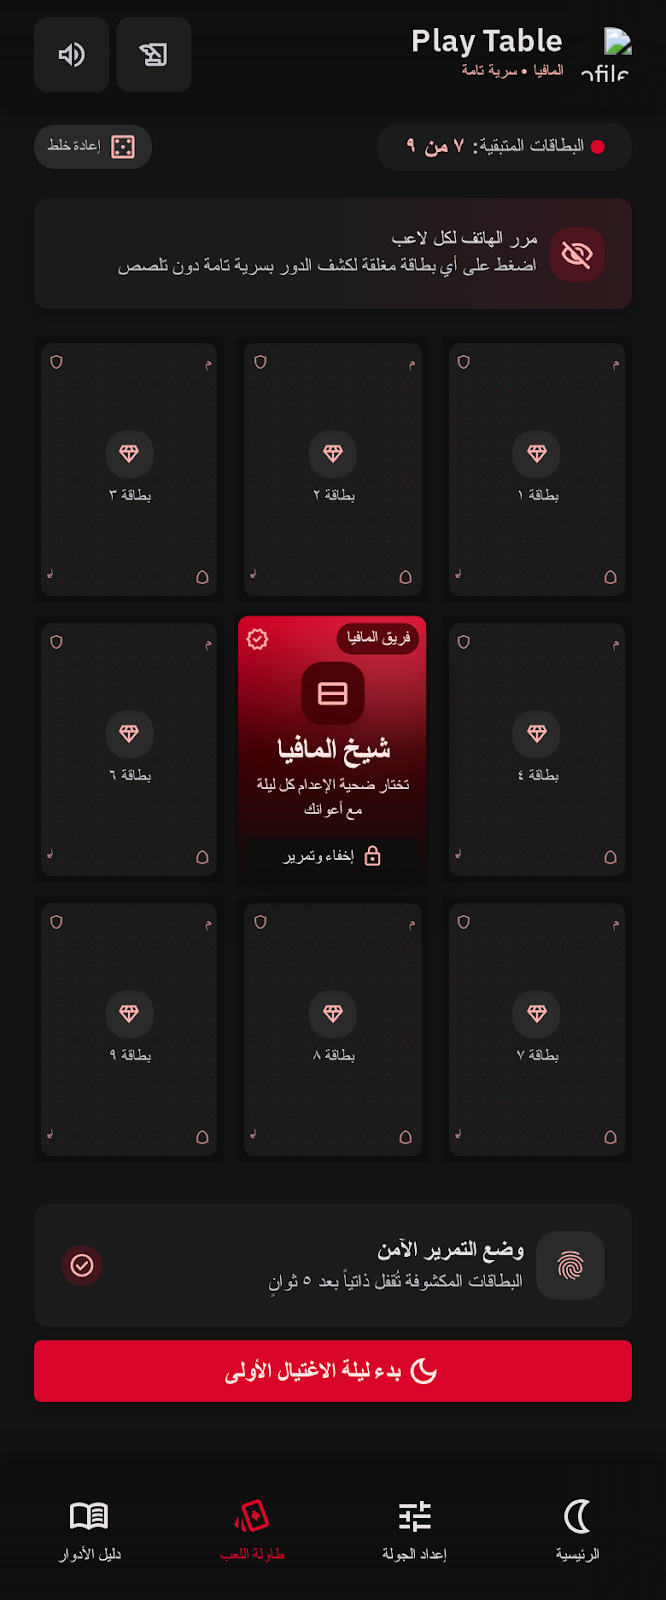 Play Table
المافيا • سرية تامة
البطاقات المتبقية: ٧ من ٩
إعادة خلط
مرر الهاتف لكل لاعب
اضغط على أي بطاقة مغلقة لكشف الدور بسرية تامة دون تلصص
م
بطاقة ١
م
بطاقة ٢
م
بطاقة ٣
م
بطاقة ٤
فريق المافيا
شيخ المافيا
تختار ضحية الإعدام كل ليلة
مع أعوانك
إخفاء وتمرير
م
بطاقة ٦
م
بطاقة ٧
م
بطاقة ٨
م
بطاقة ٩
وضع التمرير الآمن
البطاقات المكشوفة تُقفل ذاتياً بعد ٥ ثوانٍ
بدء ليلة الاغتيال الأولى
الرئيسية
إعداد الجولة
طاولة اللعب
دليل الأدوار